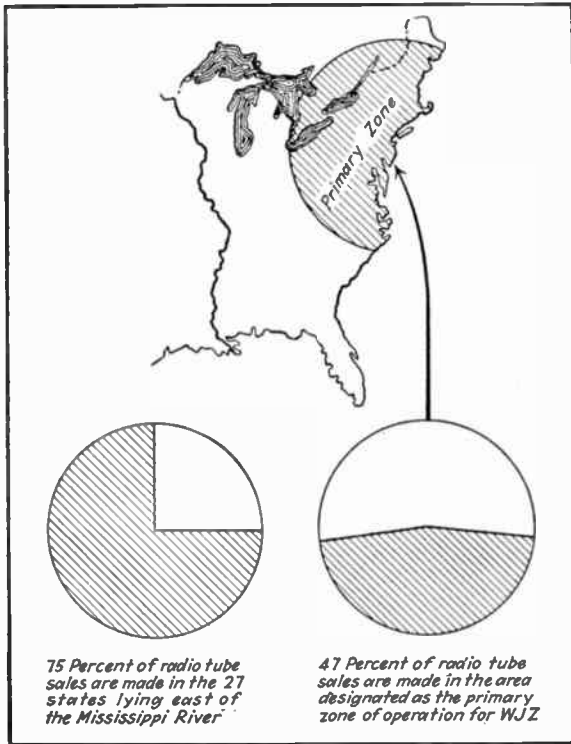 Primary Zone
75 Percent of radio tube
sales are made in the 27
states lying east of
the Mississippi River
47 Percent of radio tube
sales are made in the area
designated as the primary
zone of operation for WJZ